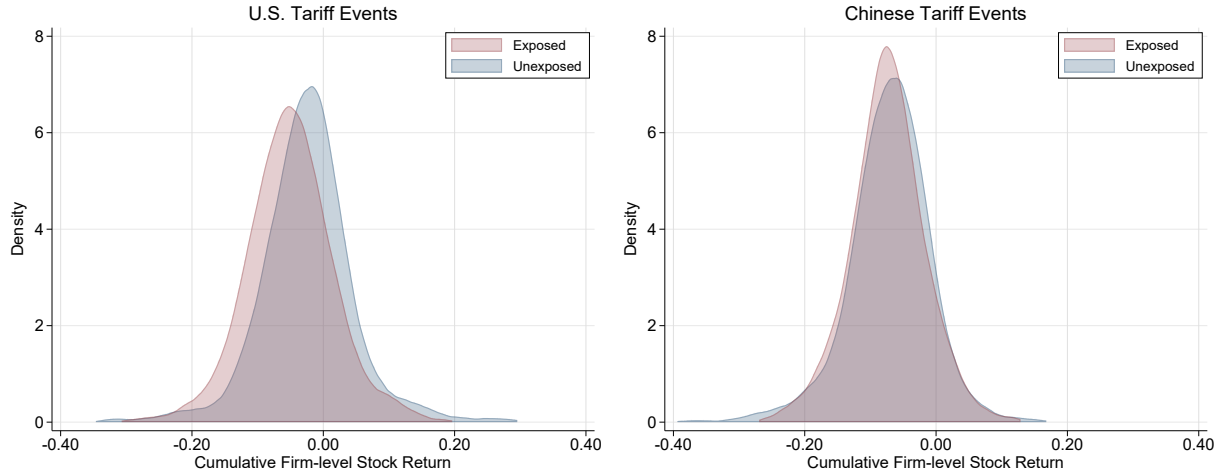 U.S. Tariff Events
Exposed
Unexposed
8
6
4
2
0
Density
-0.40 -0.20 0.00 0.20 0.40
Cumulative Firm-level Stock Return
Chinese Tariff Events
Exposed
Unexposed
8
6
4
2
0
Density
-0.40 -0.20 0.00 0.20 0.40
Cumulative Firm-level Stock Return